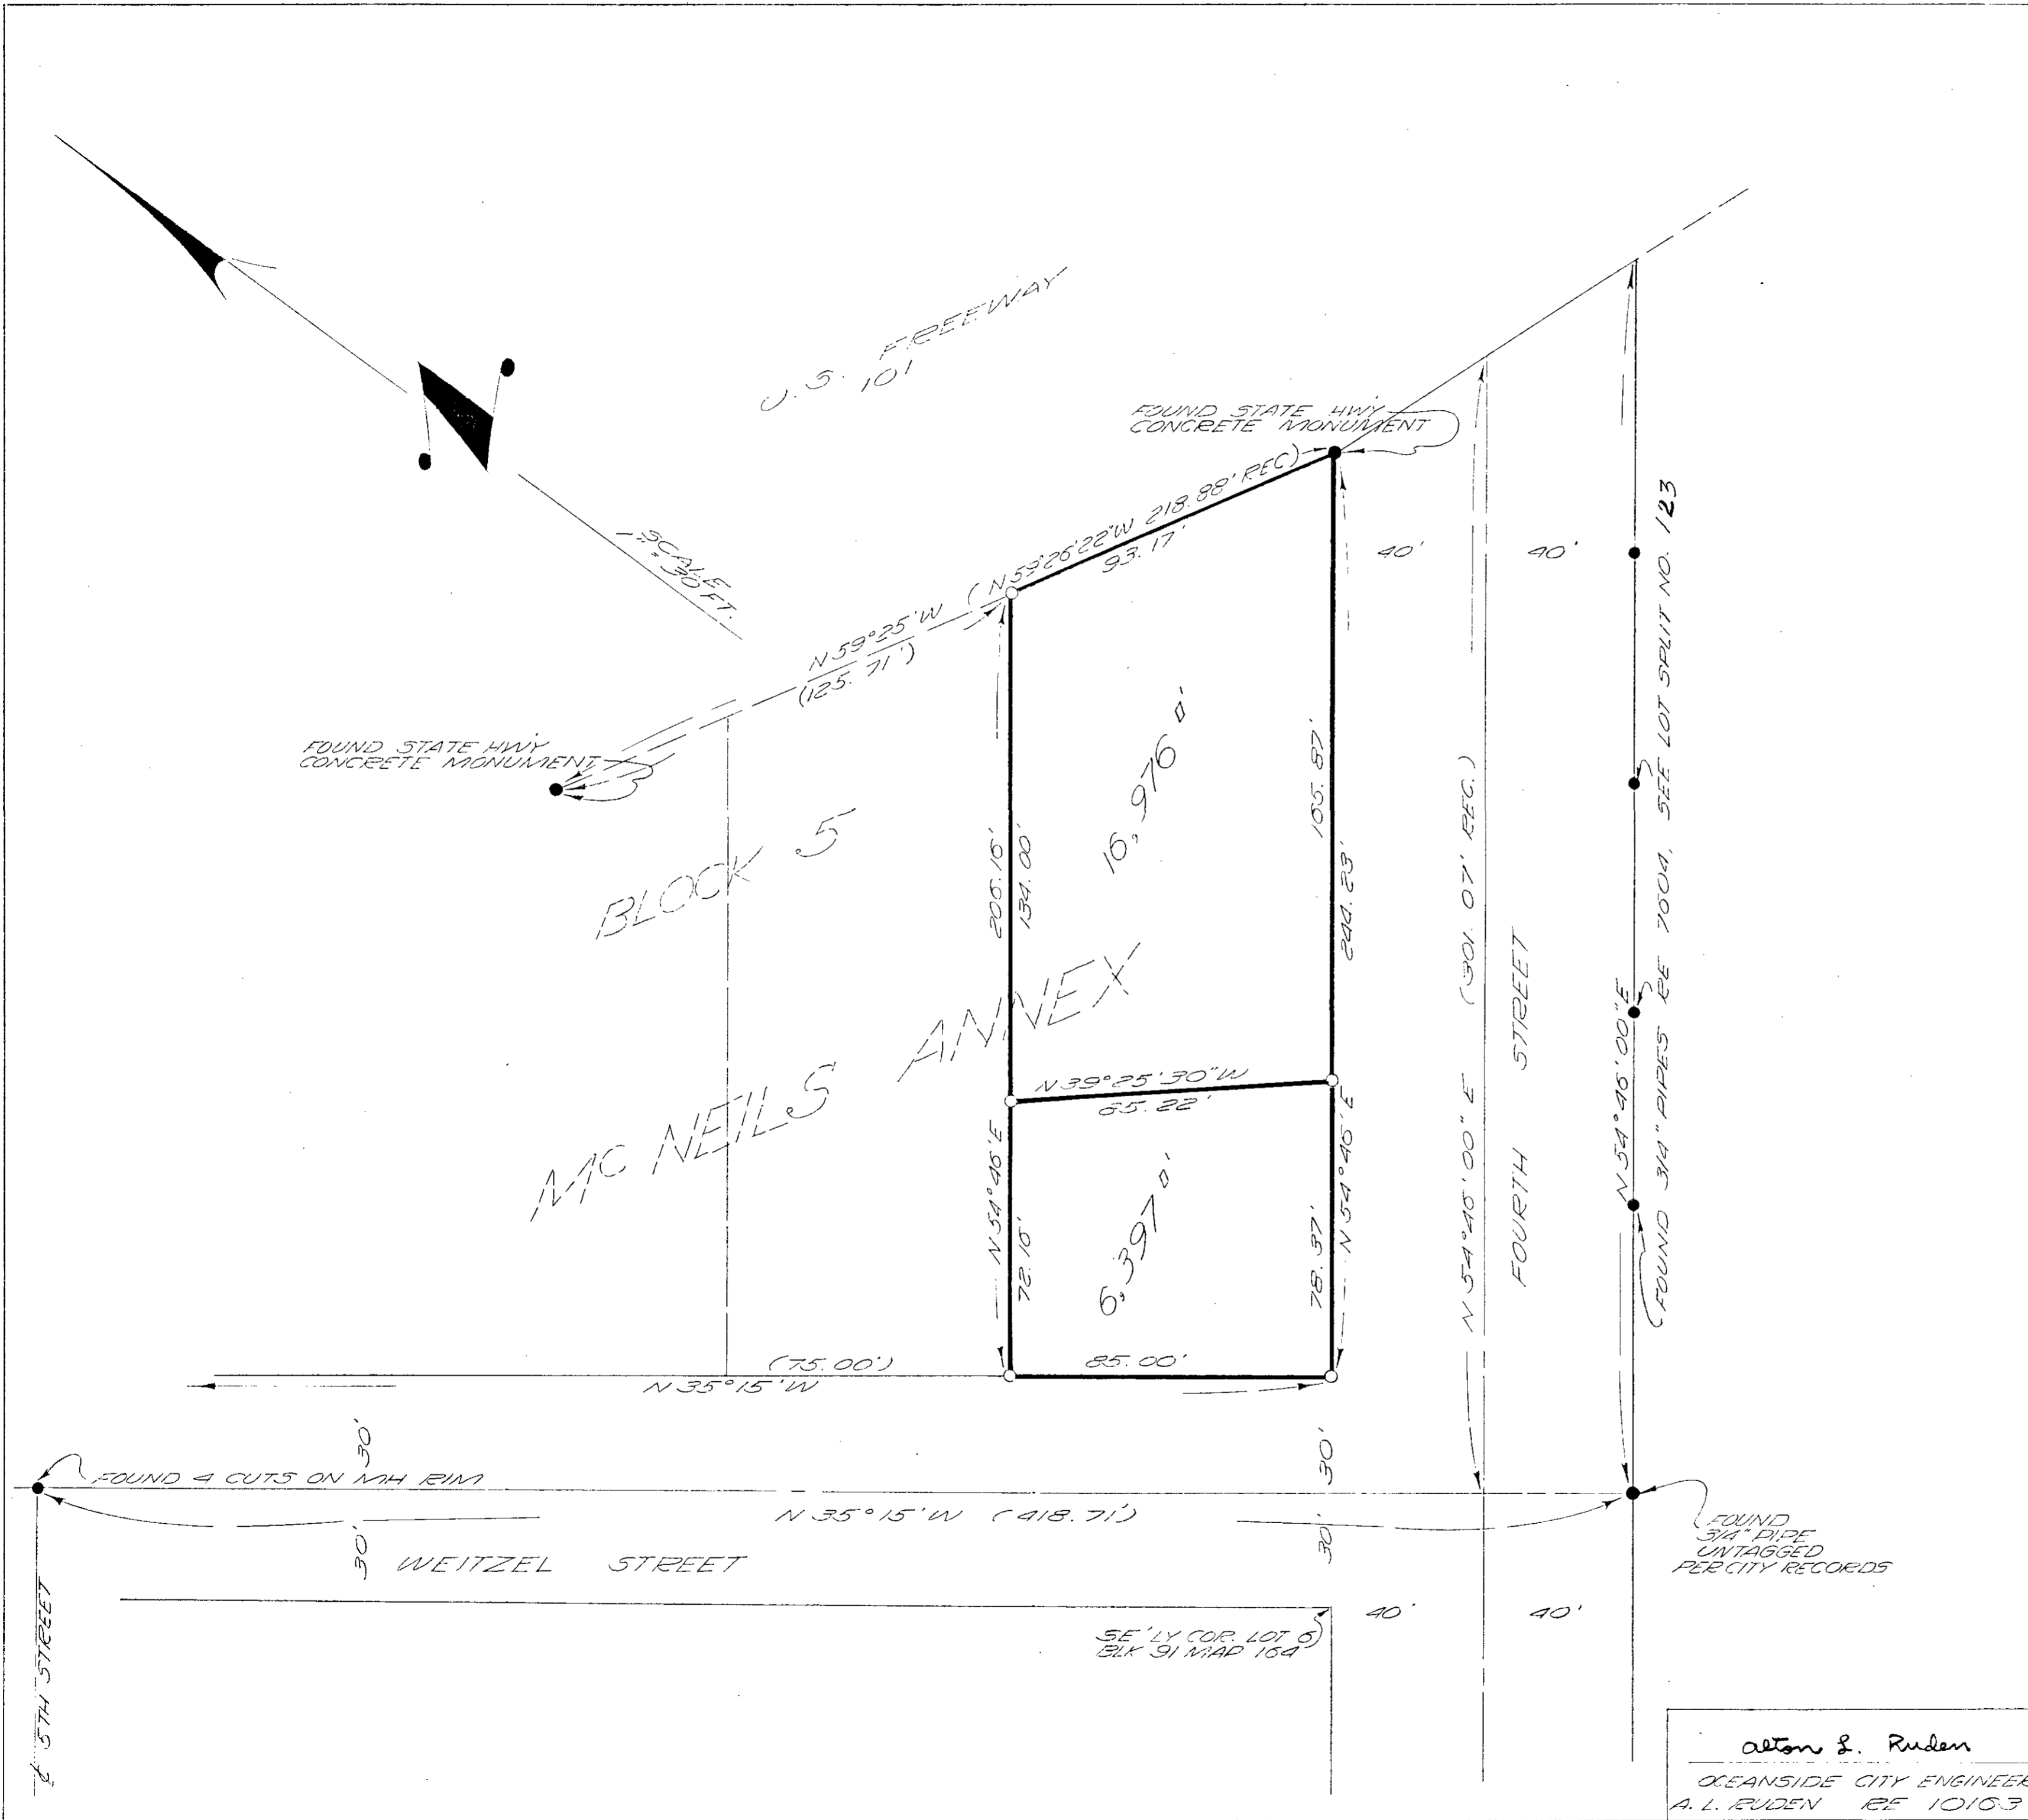 U.S. FREEWAY
101
FOUND STATE HWY
CONCRETE MONUMENT
SCALE
1" = 30 FT.
(N59°26'22"W 218.88' REC)
93.17'
N59°25'W
(125.71')
40' 40'
FOUND STATE HWY
CONCRETE MONUMENT
BLOCK 5
MC NEILS ANNEX
206.16'
134.00'
16,976 □'
165.87'
244.23'
N39°25'30"W
65.22'
N54°46'E
72.16'
6,397 □'
78.37'
N54°46'E
N54°46'00"E (301.07' REC.)
FOURTH STREET
N54°46'00"E
(FOUND 3/4" PIPES RE 7604, SEE LOT SPLIT NO. 123
(75.00')
N35°15'W
85.00'
30'
30'
FOUND 4 CUTS ON MH RIM
N35°15'W (418.71')
30'
30'
WEITZEL STREET
FOUND
3/4" PIPE
UNTAGGED
PER CITY RECORDS
₵ 5TH STREET
SE'LY COR. LOT 6
BLK 91 MAP 164
40' 40'
Alton L. Ruden
OCEANSIDE CITY ENGINEER
A.L. RUDEN RE 10163